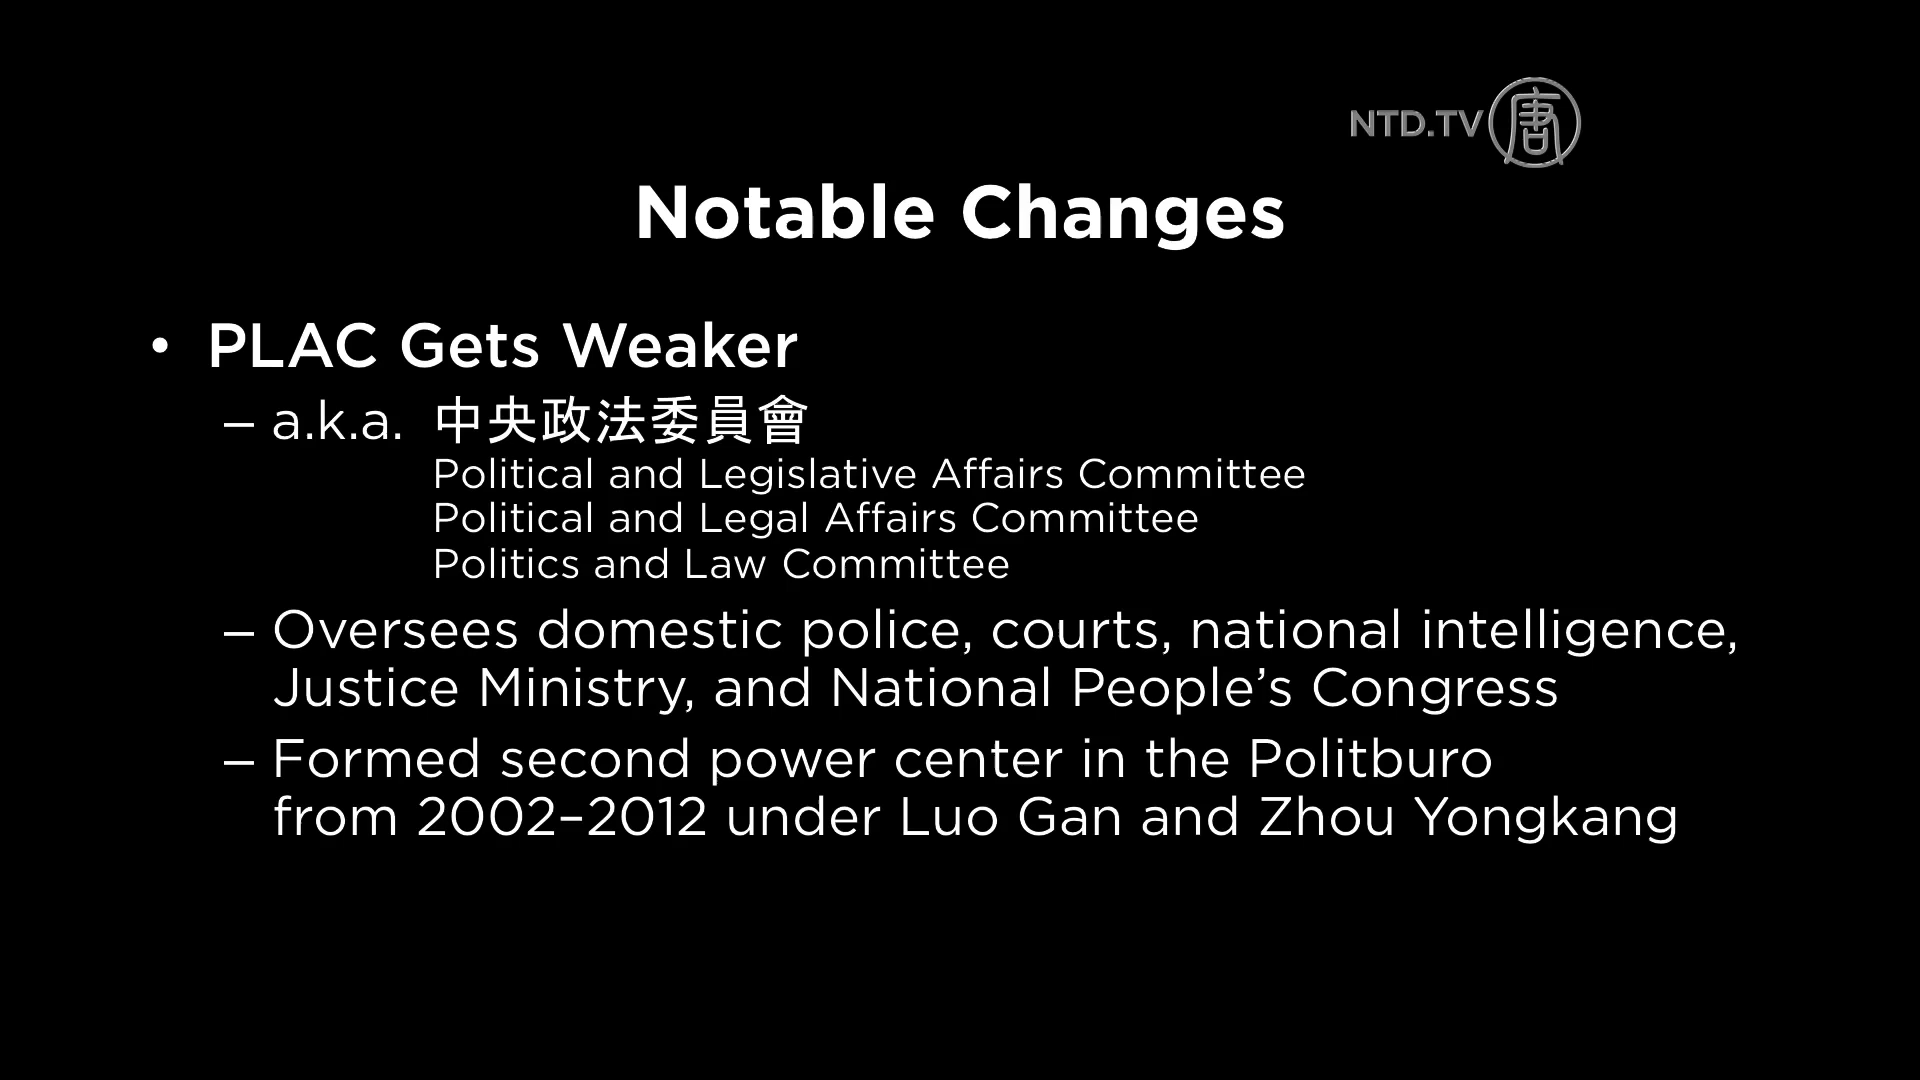 NTD.TV 唐
Notable Changes
• PLAC Gets Weaker
– a.k.a. 中央政法委員會
Political and Legislative Affairs Committee
Political and Legal Affairs Committee
Politics and Law Committee
– Oversees domestic police, courts, national intelligence,
Justice Ministry, and National People’s Congress
– Formed second power center in the Politburo
from 2002–2012 under Luo Gan and Zhou Yongkang